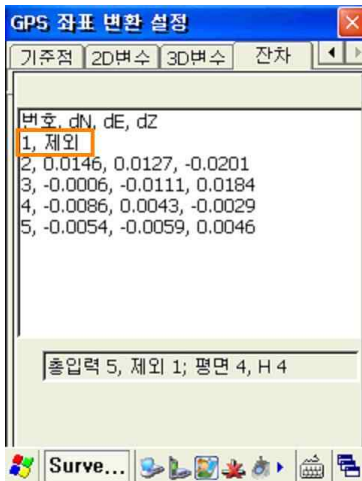 GPS 좌표 변환 설정
기준점 2D변수 3D변수 잔차
번호, dN, dE, dZ
1, 제외
2, 0.0146, 0.0127, -0.0201
3, -0.0006, -0.0111, 0.0184
4, -0.0086, 0.0043, -0.0029
5, -0.0054, -0.0059, 0.0046
총입력 5, 제외 1; 평면 4, H 4
Surve...